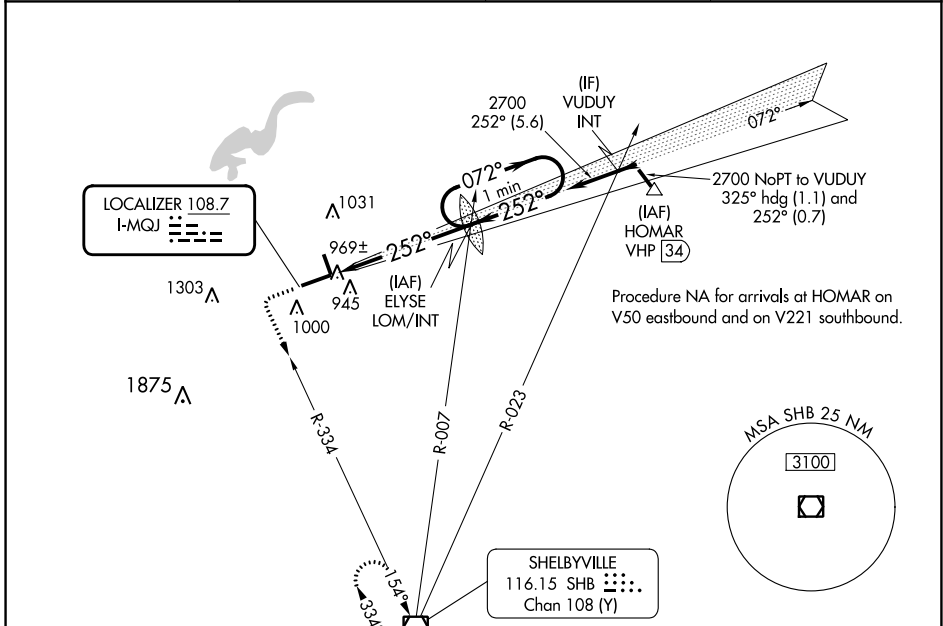 2700
252° (5.6)
(IF)
VUDUY
INT
072°
072°
1 min
252°
2700 NoPT to VUDUY
325° hdg (1.1) and
252° (0.7)
(IAF)
HOMAR
VHP 34
LOCALIZER 108.7
I-MQJ
1031
969±
252°
945
(IAF)
ELYSE
LOM/INT
1303
1000
Procedure NA for arrivals at HOMAR on
V50 eastbound and on V221 southbound.
1875
R-334
R-007
R-023
MSA SHB 25 NM
3100
SHELBYVILLE
116.15 SHB
Chan 108 (Y)
154°
334°